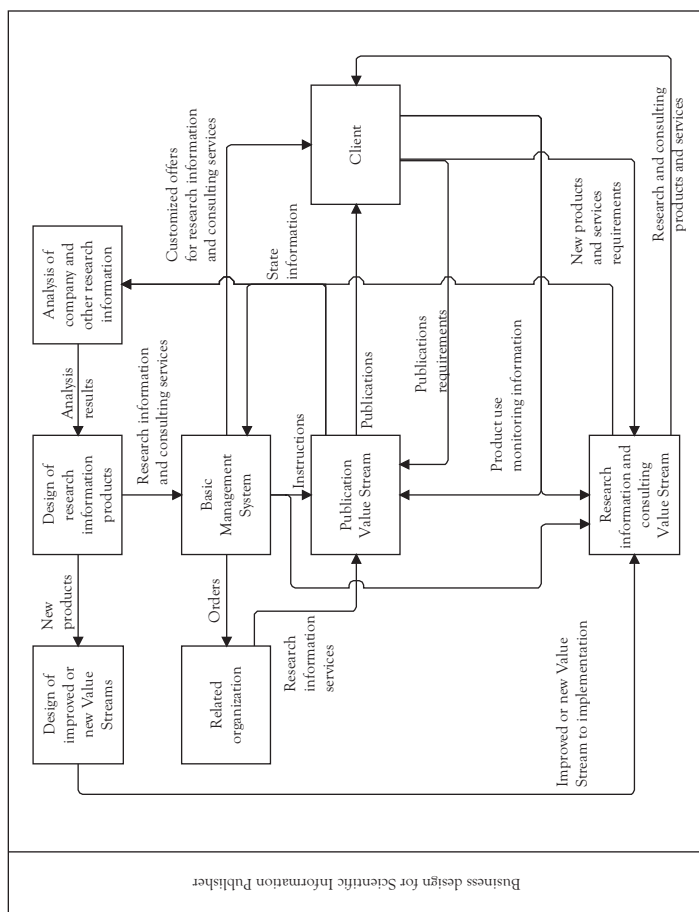 Business design for Scientific Information Publisher
Design of
improved or
new Value
Streams
New
products
Design of
research
imformation
products
Analysis
results
Analysis of
company and
other research
information
Research information
and consulting services
Customized offers
for research information
and consulting services
Related
organization
Orders
Basic
Management
System
State
information
Instructions
Research
information
services
Publication
Value Stream
Publications
Client
Publications
requirements
Product use
monitoring information
New products
and services
requirements
Improved or new Value
Stream to implementation
Research
information and
consulting
Value Stream
Research and consulting
products and services